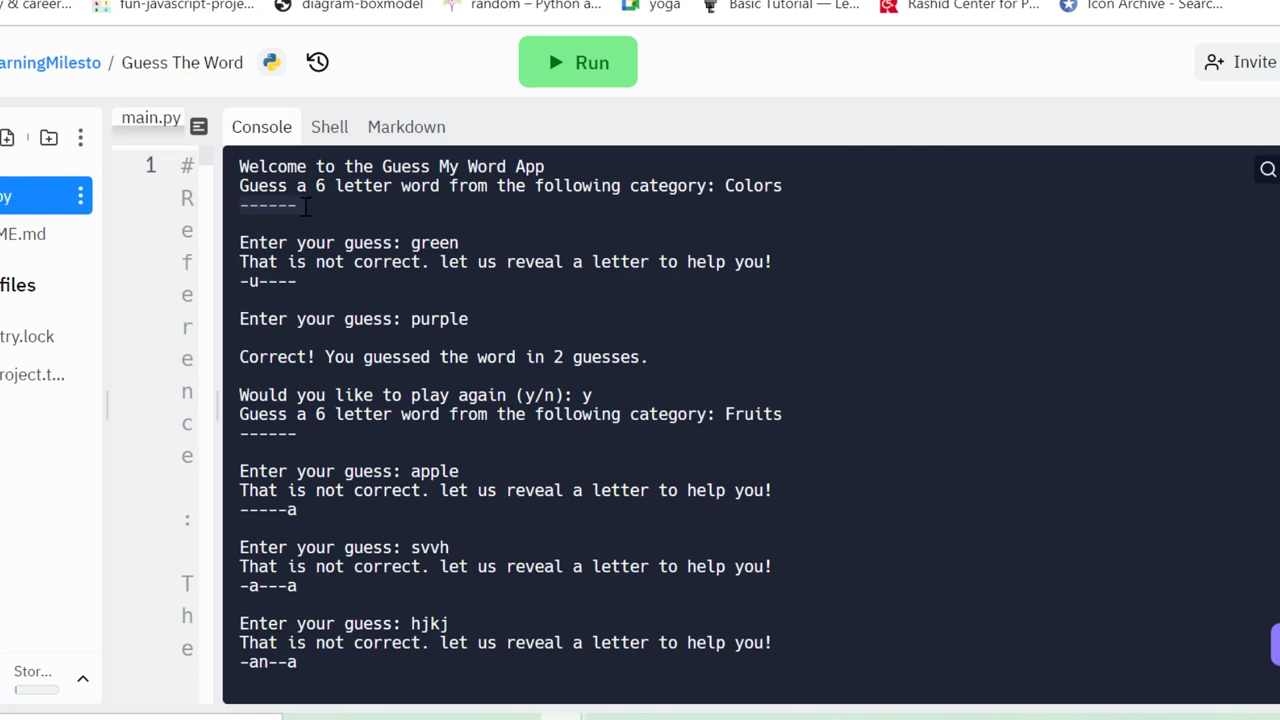 y & career...
fun-javascript-proje...
diagram-boxmodel
random – Python a...
yoga
Basic Tutorial — Le...
Rashid Center for P...
Icon Archive - Searc...
arningMilesto / Guess The Word
Run
Invite
main.py
Console
Shell
Markdown
py
ME.md
files
try.lock
roject.t...
Stor...
1
#
R
e
f
e
r
e
n
c
e
:
T
h
e
Welcome to the Guess My Word App
Guess a 6 letter word from the following category: Colors
------
Enter your guess: green
That is not correct. let us reveal a letter to help you!
-u----
Enter your guess: purple
Correct! You guessed the word in 2 guesses.
Would you like to play again (y/n): y
Guess a 6 letter word from the following category: Fruits
------
Enter your guess: apple
That is not correct. let us reveal a letter to help you!
-----a
Enter your guess: svvh
That is not correct. let us reveal a letter to help you!
-a---a
Enter your guess: hjkj
That is not correct. let us reveal a letter to help you!
-an--a